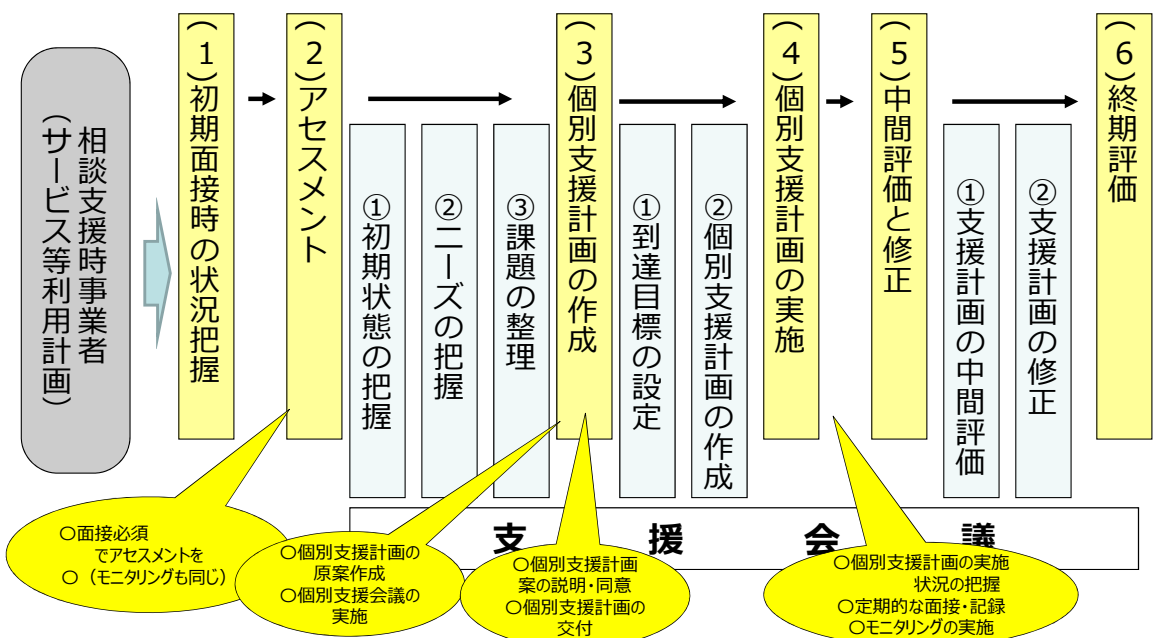 相談支援時事業者
(サービス等利用計画)
(1)初期面接時の状況把握
(2)アセスメント
①初期状態の把握
②ニーズの把握
③課題の整理
(3)個別支援計画の作成
①到達目標の設定
②個別支援計画の作成
(4)個別支援計画の実施
(5)中間評価と修正
①支援計画の中間評価
②支援計画の修正
(6)終期評価
支援会議
○面接必須
でアセスメントを
○(モニタリングも同じ)
○個別支援計画の
原案作成
○個別支援会議の
実施
○個別支援計画
案の説明・同意
○個別支援計画の
交付
○個別支援計画の実施
状況の把握
○定期的な面接・記録
○モニタリングの実施